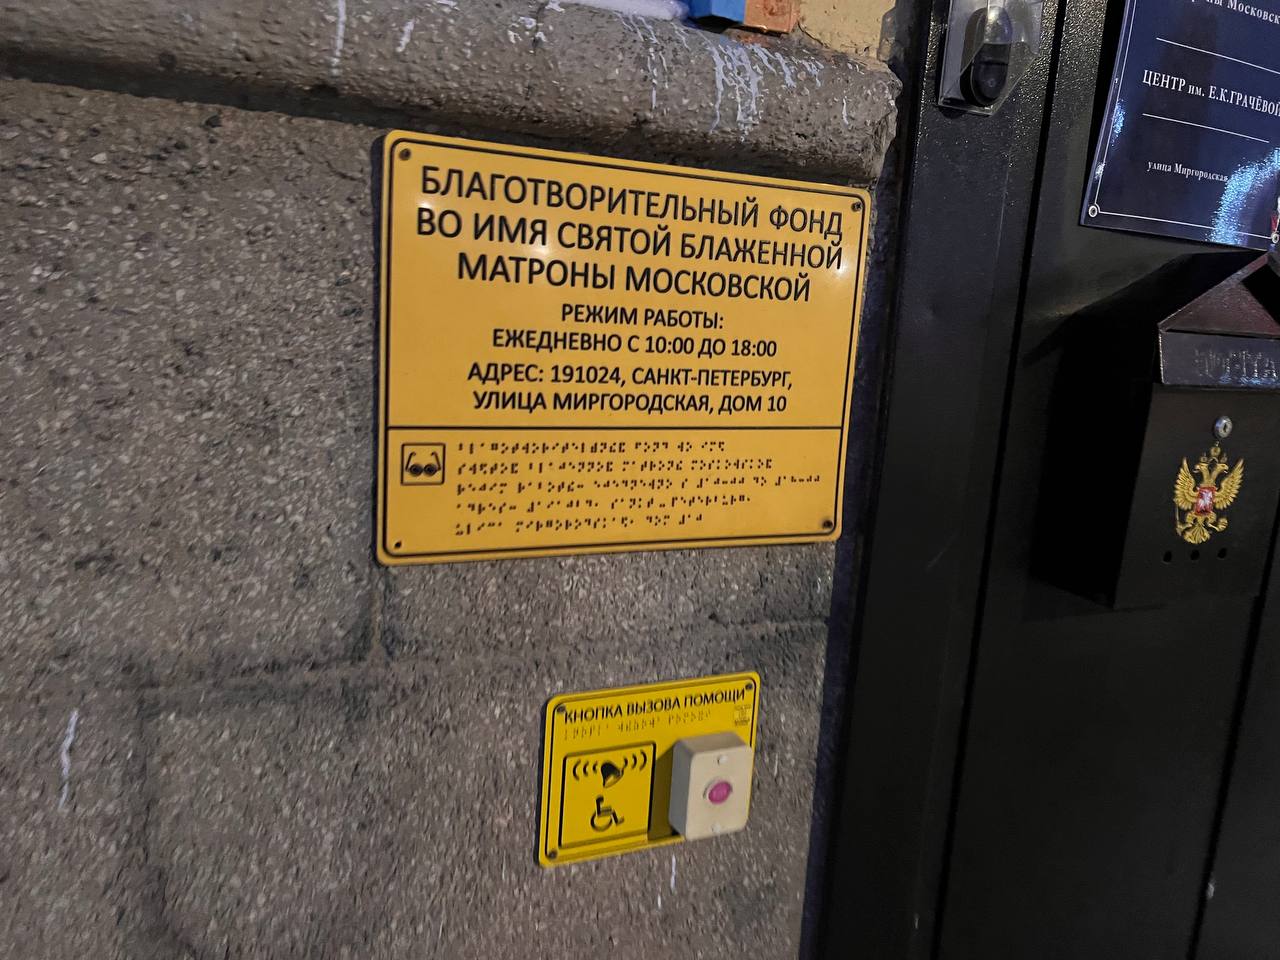 БЛАГОТВОРИТЕЛЬНЫЙ ФОНД
ВО ИМЯ СВЯТОЙ БЛАЖЕННОЙ
МАТРОНЫ МОСКОВСКОЙ
РЕЖИМ РАБОТЫ:
ЕЖЕДНЕВНО С 10:00 ДО 18:00
АДРЕС: 191024, САНКТ-ПЕТЕРБУРГ,
УЛИЦА МИРГОРОДСКАЯ, ДОМ 10
КНОПКА ВЫЗОВА ПОМОЩИ
ЦЕНТР им. Е.К.ГРАЧЁВОЙ
улица Миргородская